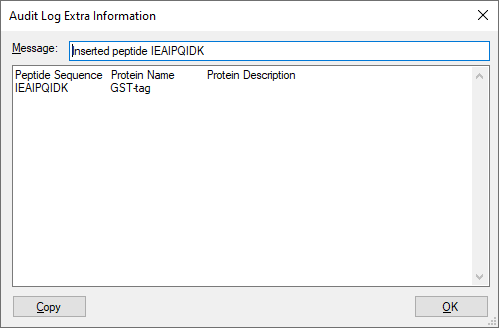 Audit Log Extra Information
Message: Inserted peptide IEAIPQIDK
Peptide Sequence Protein Name Protein Description
IEAIPQIDK GST-tag
Copy OK